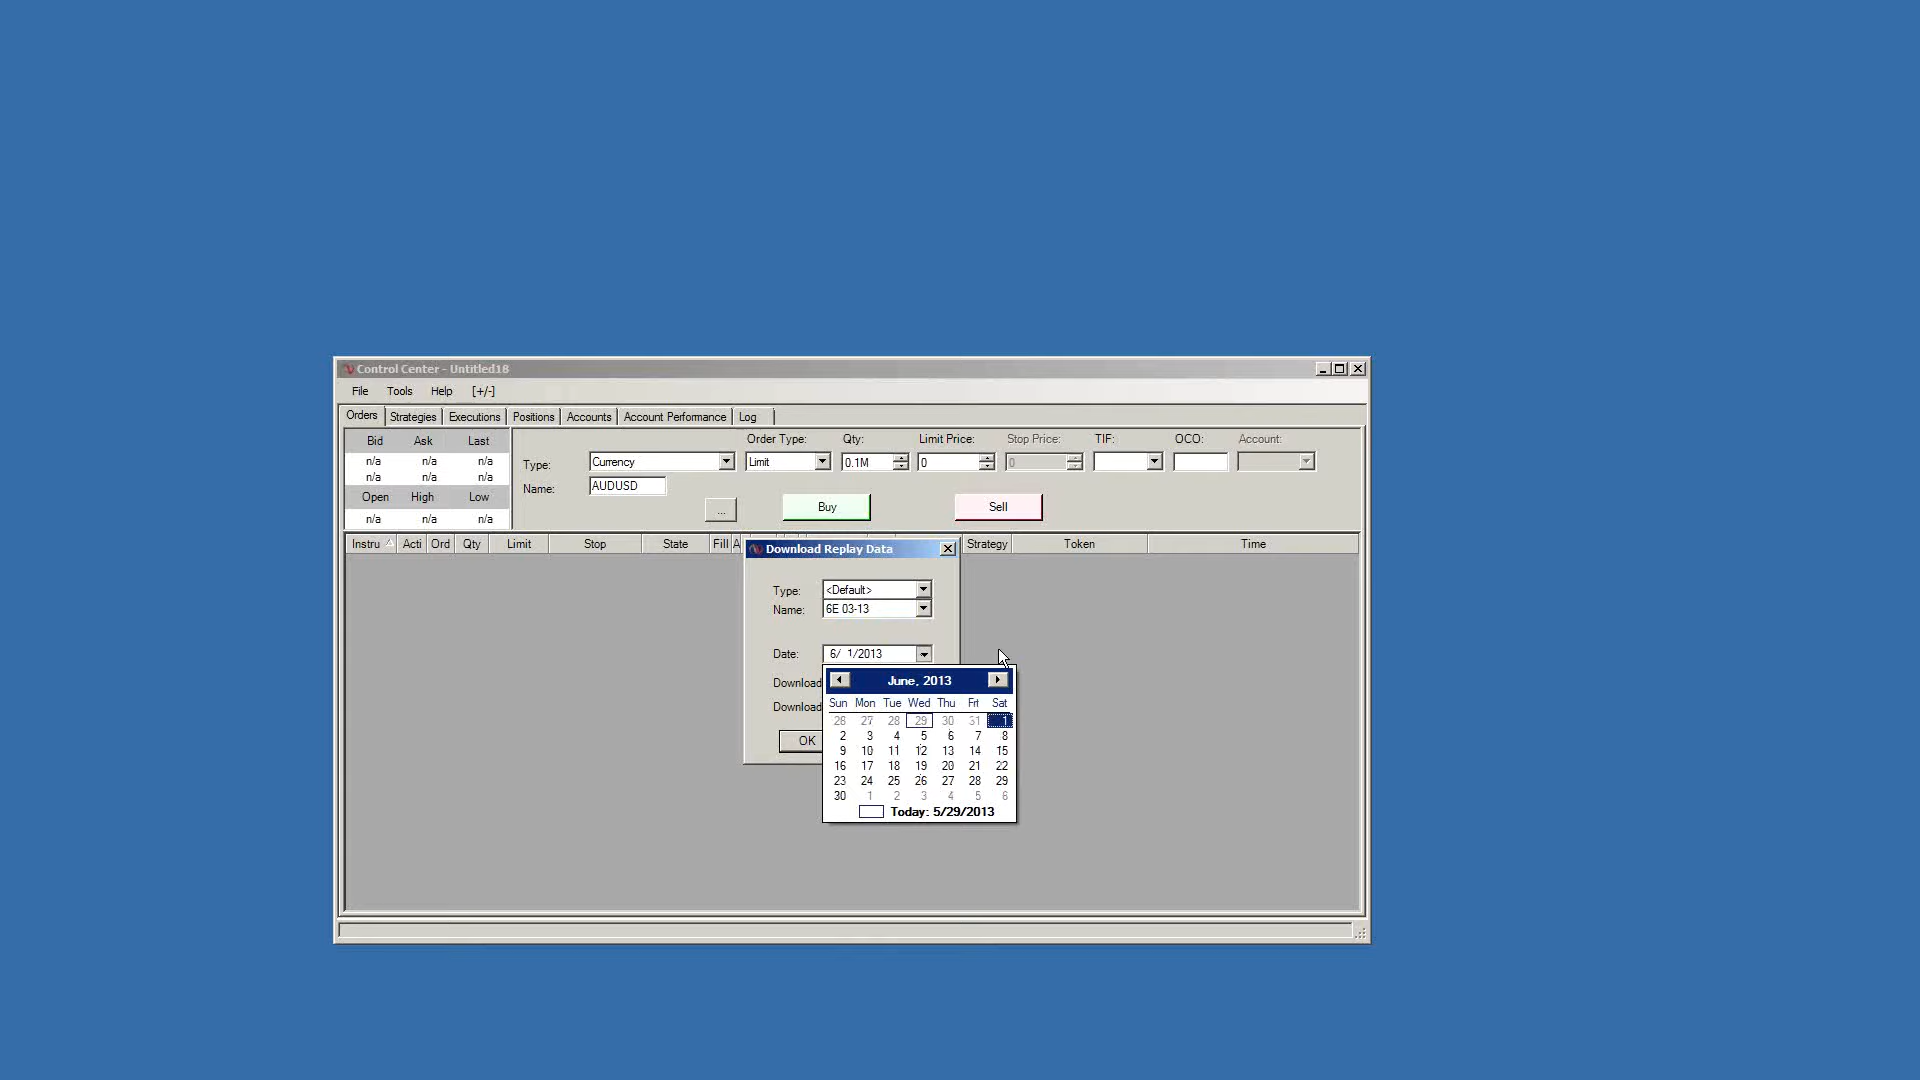 Control Center - Untitled18
File Tools Help [+/-]
Orders Strategies Executions Positions Accounts Account Performance Log
Bid Ask Last
n/a n/a n/a
n/a n/a n/a
Open High Low
n/a n/a n/a
Order Type: Qty: Limit Price: Stop Price: TIF: OCO: Account:
Type: Currency Limit 0.1M 0 0
Name: AUDUSD
... Buy Sell
Instru Acti Ord Qty Limit Stop State Fill A Strategy Token Time
Download Replay Data
Type: <Default>
Name: 6E 03-13
Date: 6/ 1/2013
Download
Download
OK
June, 2013
Sun Mon Tue Wed Thu Fri Sat
26 27 28 29 30 31 1
2 3 4 5 6 7 8
9 10 11 12 13 14 15
16 17 18 19 20 21 22
23 24 25 26 27 28 29
30 1 2 3 4 5 6
Today: 5/29/2013